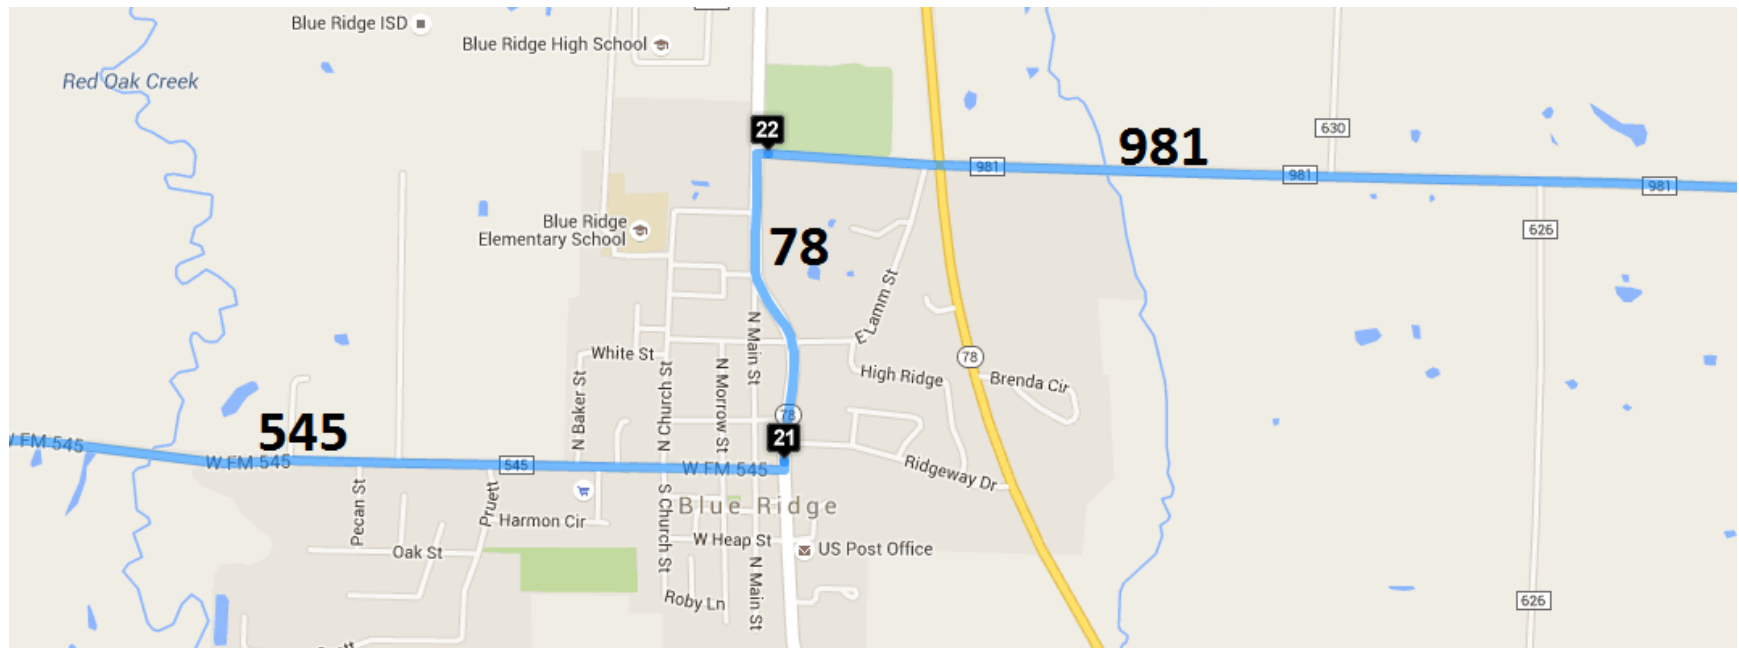 Blue Ridge ISD
Blue Ridge High School
Red Oak Creek
22
981
630
981
981
981
Blue Ridge
Elementary School
78
626
E Lamm St
N Main St
White St
N Church St
N Morrow St
N Baker St
High Ridge
78
Brenda Cir
78
545
21
FM 545
W FM 545
545
W FM 545
Ridgeway Dr
Pecan St
Pruett
Harmon Cir
S Church St
Blue Ridge
W Heap St
US Post Office
Oak St
N Main St
Roby Ln
626